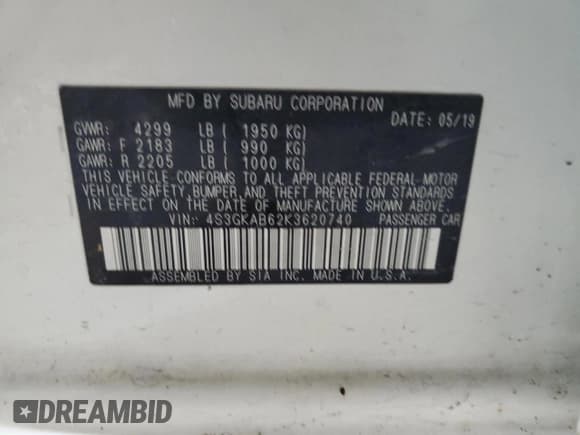 MFD BY SUBARU CORPORATION
DATE: 05/19
GVWR: 4299 LB ( 1950 KG)
GAWR: F 2183 LB ( 990 KG)
GAWR: R 2205 LB ( 1000 KG)
THIS VEHICLE CONFORMS TO ALL APPLICABLE FEDERAL MOTOR
VEHICLE SAFETY, BUMPER, AND THEFT PREVENTION STANDARDS
IN EFFECT ON THE DATE OF MANUFACTURE SHOWN ABOVE.
VIN: 4S3GKAB62K3620740 PASSENGER CAR
ASSEMBLED BY SIA INC. MADE IN U.S.A.
DREAMBID